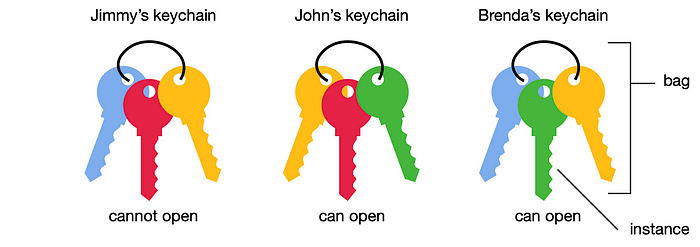 Jimmy's keychain
John's keychain
Brenda's keychain
bag
cannot open
can open
can open
instance